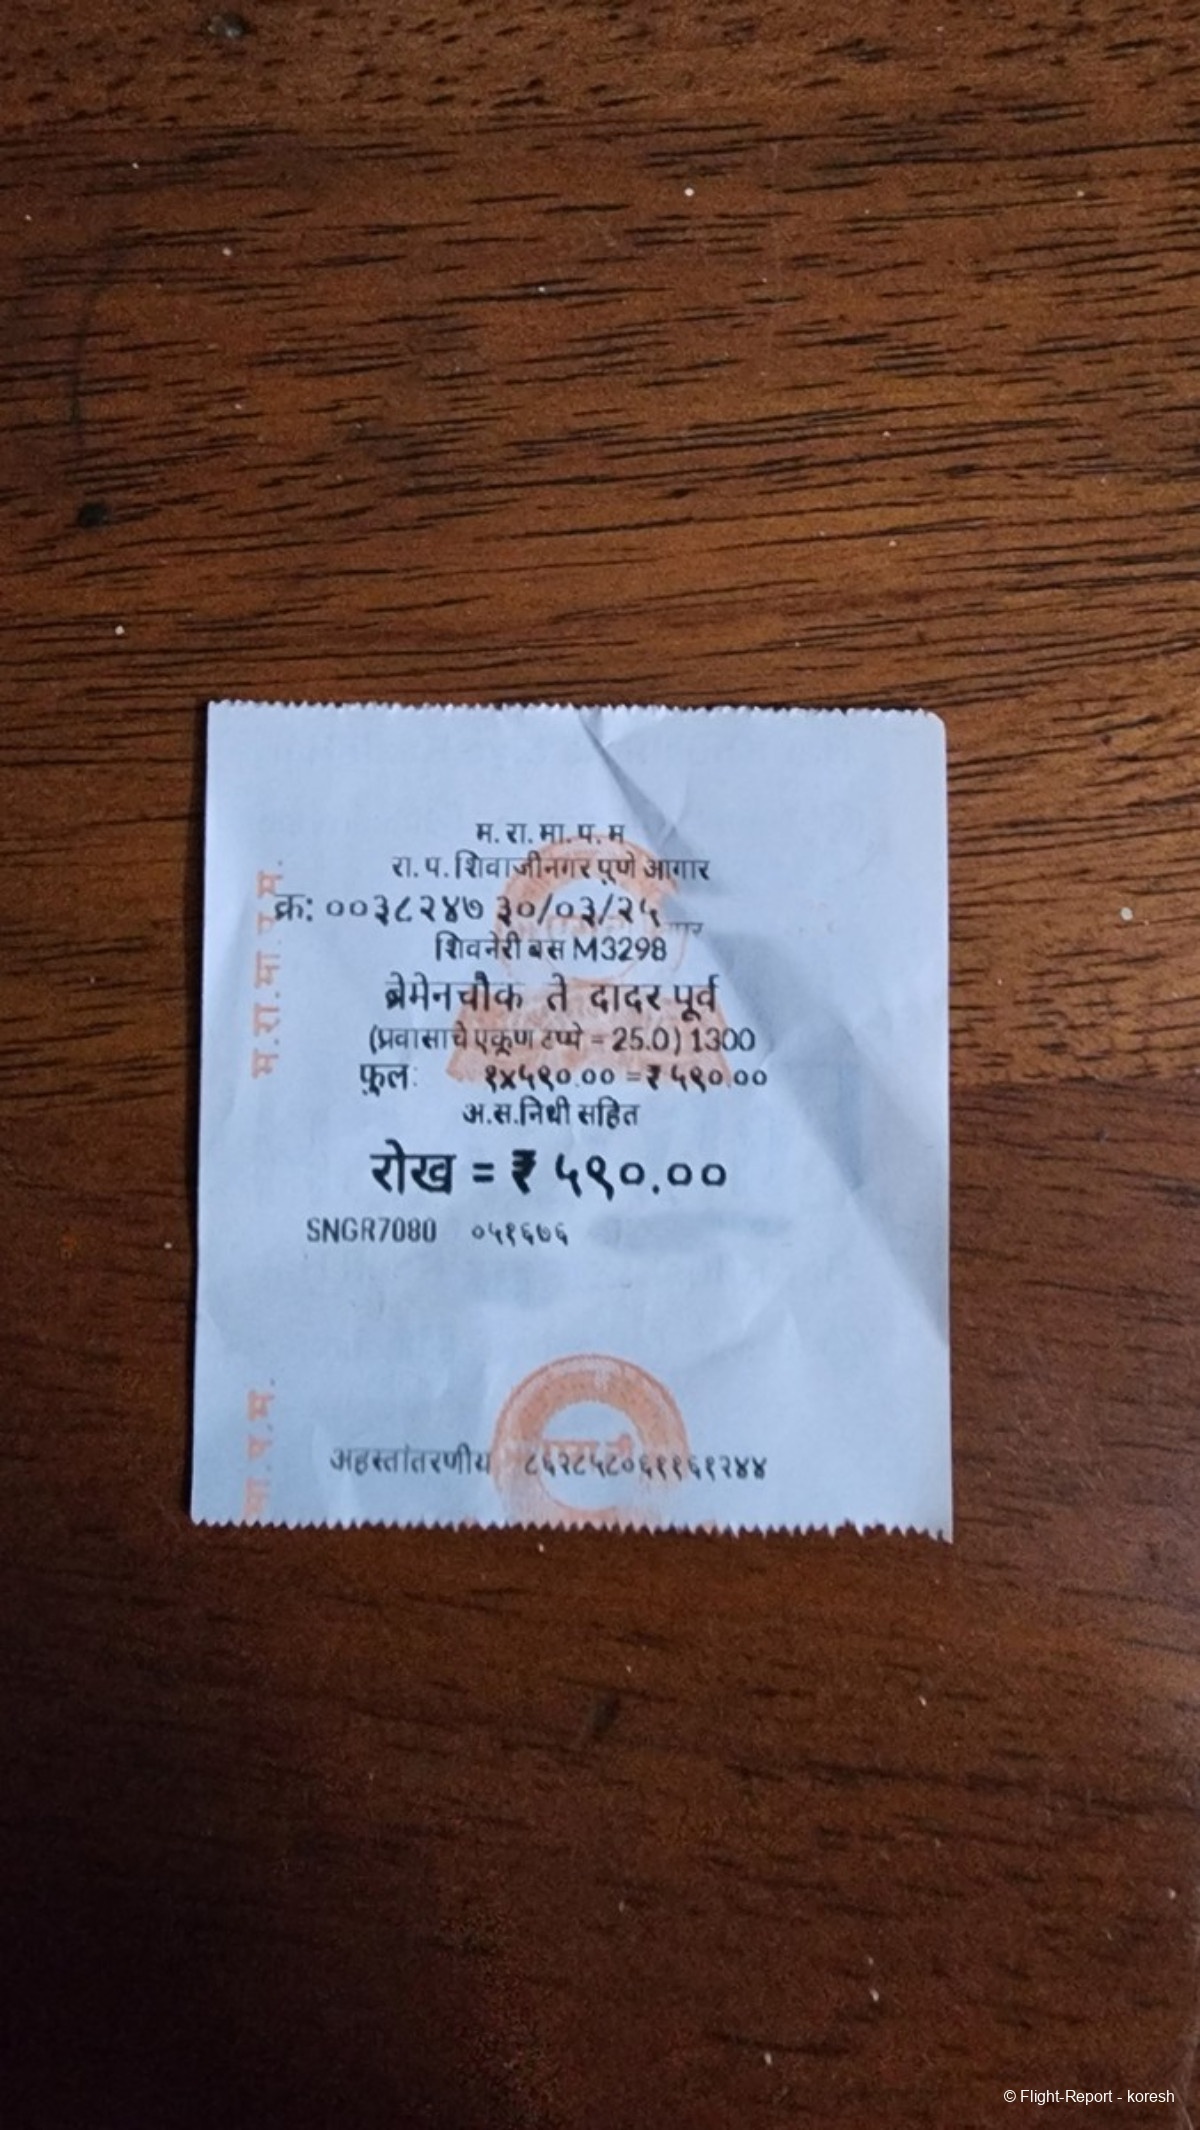 म. रा. मा. प. म
रा. प. शिवाजीनगर पूणे आगार
क्र: ००३८२४७ ३०/०३/२५
शिवनेरी बस M3298
ब्रेमेनचौक ते दादर पूर्व
(प्रवासाचे एकूण टप्पे = 25.0) 1300
फूल: १x५९०.०० = ₹ ५९०.००
अ.स.निधी सहित
रोख = ₹ ५९०.००
SNGR7080 ०५१६७६
अहस्तांतरणीय ८६२८५८०६११६१२४४
म.रा.मा.प.म.
मा.प.म.
© Flight-Report - koresh